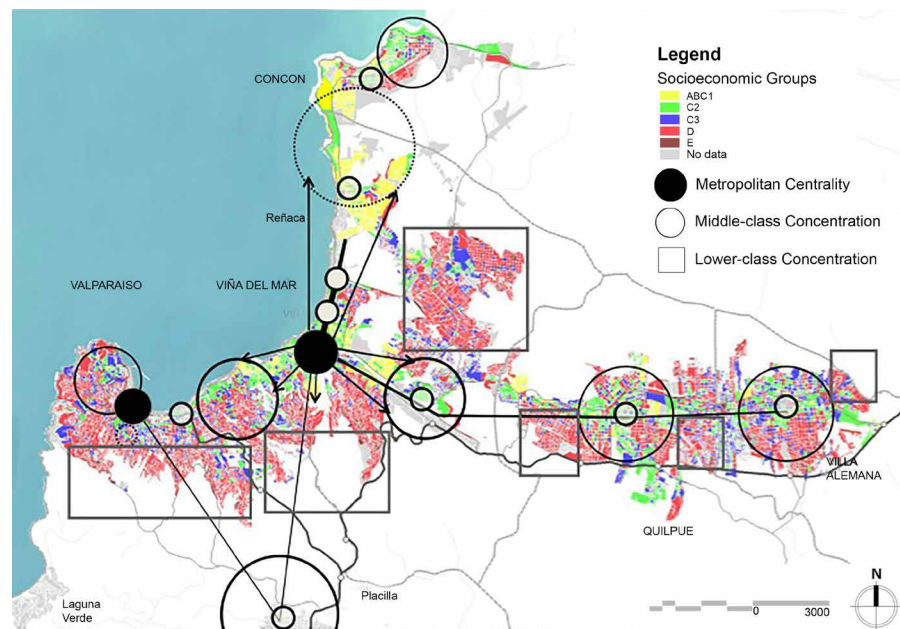 CONCON
Legend
Socioeconomic Groups
ABC1
C2
C3
D
E
No data
Metropolitan Centrality
Middle-class Concentration
Lower-class Concentration
Reñaca
VALPARAISO
VIÑA DEL MAR
VILLA
ALEMANA
QUILPUE
Placilla
Laguna
Verde
0 3000
N